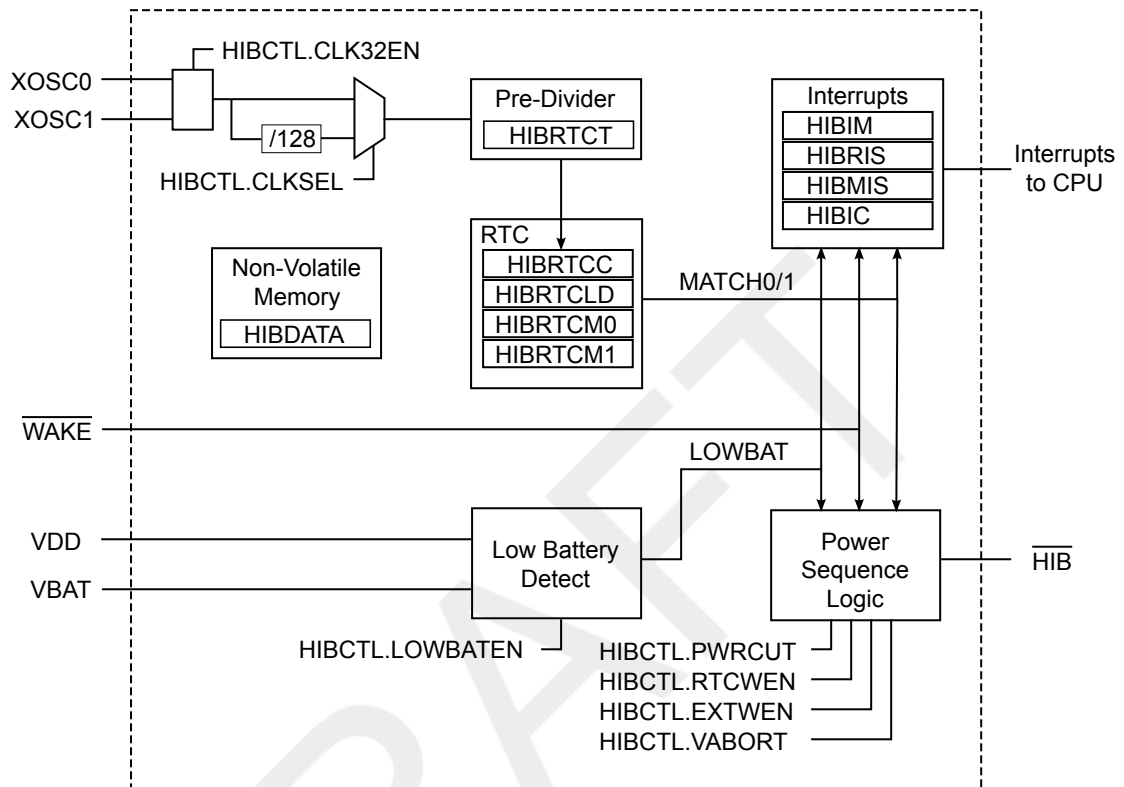 HIBCTL.CLK32EN
XOSC0
XOSC1
/128
HIBCTL.CLKSEL
Pre-Divider
HIBRTCT
Interrupts
HIBIM
HIBRIS
HIBMIS
HIBIC
Interrupts
to CPU
RTC
HIBRTCC
HIBRTCLD
HIBRTCM0
HIBRTCM1
MATCH0/1
Non-Volatile
Memory
HIBDATA
WAKE
LOWBAT
VDD
VBAT
Low Battery
Detect
HIBCTL.LOWBATEN
Power
Sequence
Logic
HIB
HIBCTL.PWRCUT
HIBCTL.RTCWEN
HIBCTL.EXTWEN
HIBCTL.VABORT